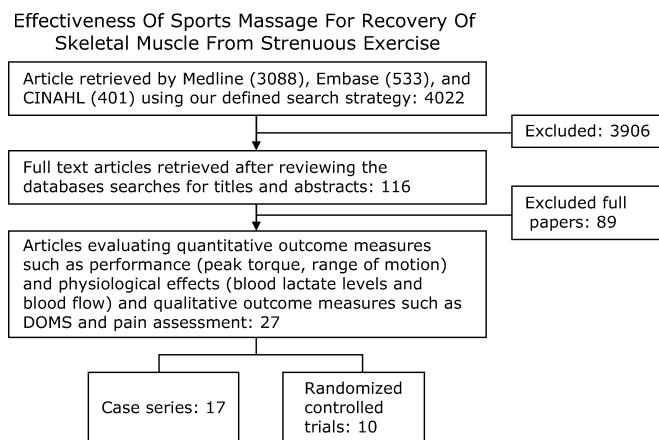 Effectiveness Of Sports Massage For Recovery Of
Skeletal Muscle From Strenuous Exercise
Article retrieved by Medline (3088), Embase (533), and
CINAHL (401) using our defined search strategy: 4022
Excluded: 3906
Full text articles retrieved after reviewing the
databases searches for titles and abstracts: 116
Excluded full
papers: 89
Articles evaluating quantitative outcome measures
such as performance (peak torque, range of motion)
and physiological effects (blood lactate levels and
blood flow) and qualitative outcome measures such as
DOMS and pain assessment: 27
Case series: 17
Randomized
controlled
trials: 10